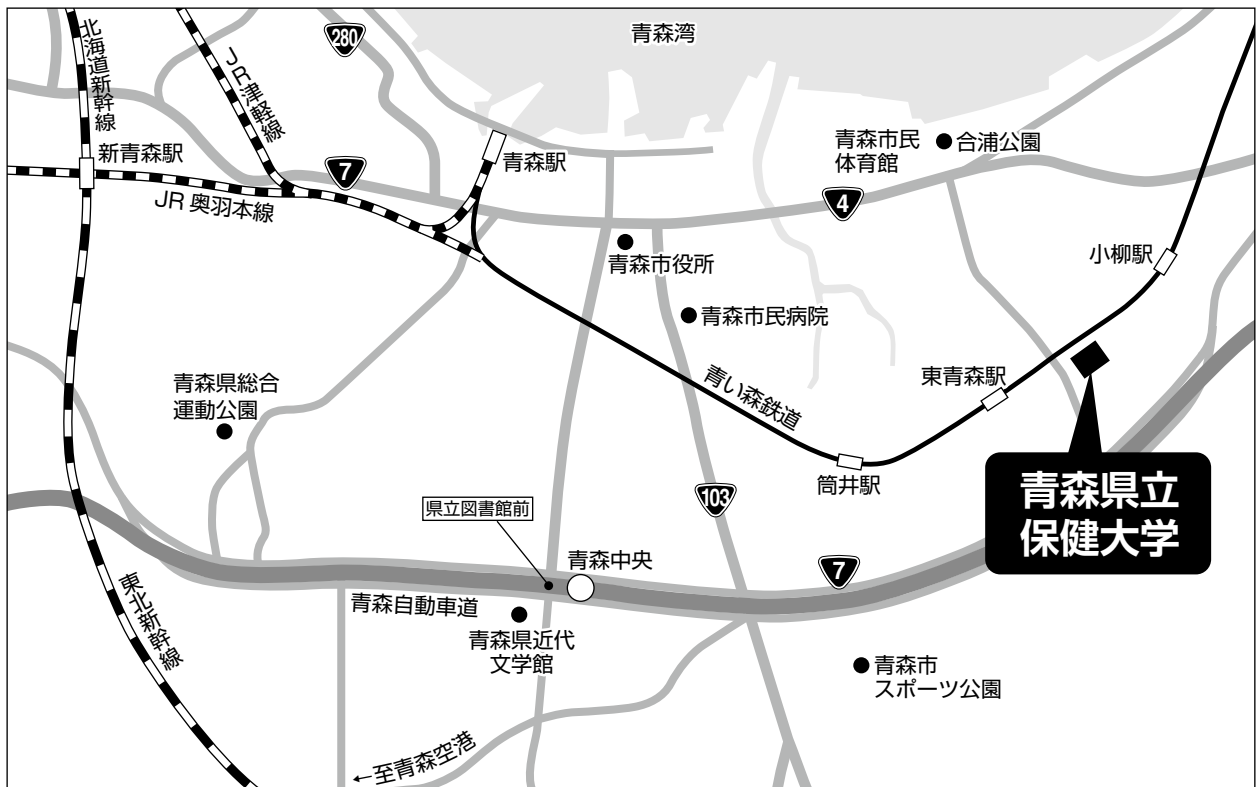 青森湾
280
北海道新幹線
JR津軽線
新青森駅
7
青森駅
JR 奥羽本線
青森市民
体育館
合浦公園
4
小柳駅
青森市役所
青森市民病院
東青森駅
青い森鉄道
青森県総合
運動公園
筒井駅
103
青森県立
保健大学
県立図書館前
青森中央
7
東北新幹線
青森自動車道
青森県近代
文学館
青森市
スポーツ公園
←至青森空港